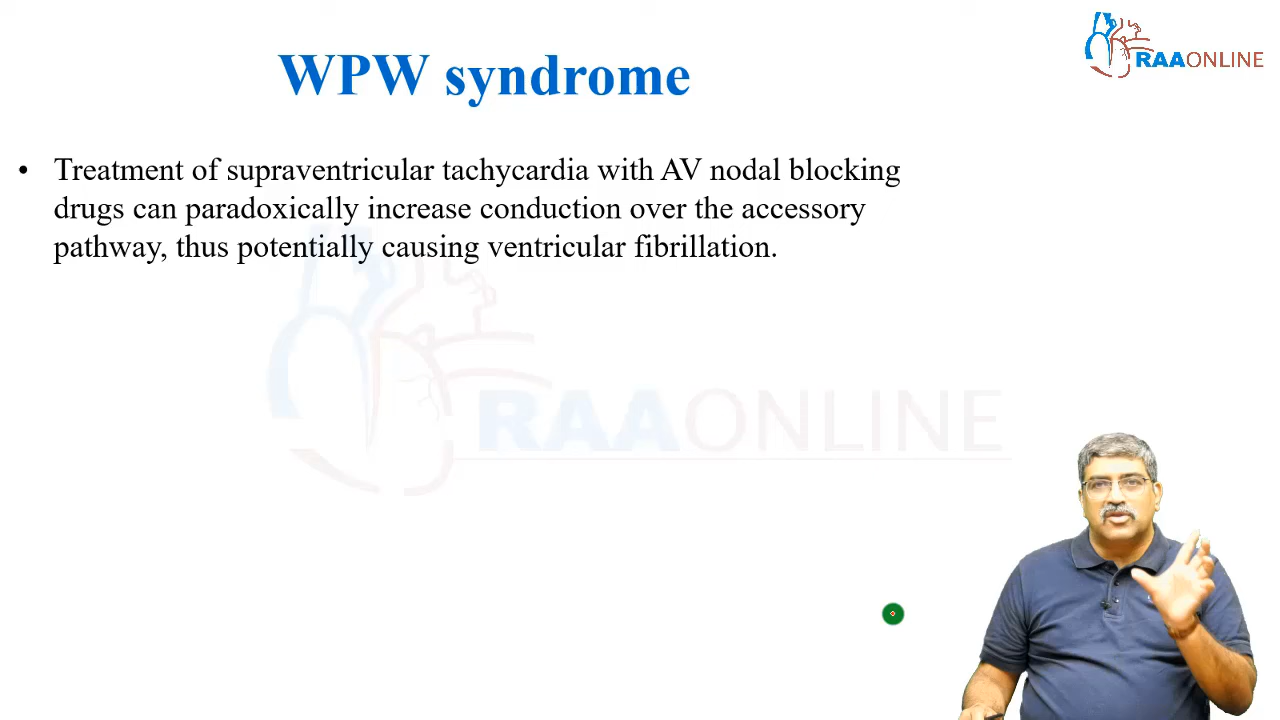 WPW syndrome
RAAONLINE
• Treatment of supraventricular tachycardia with AV nodal blocking
drugs can paradoxically increase conduction over the accessory
pathway, thus potentially causing ventricular fibrillation.
RAAONLINE